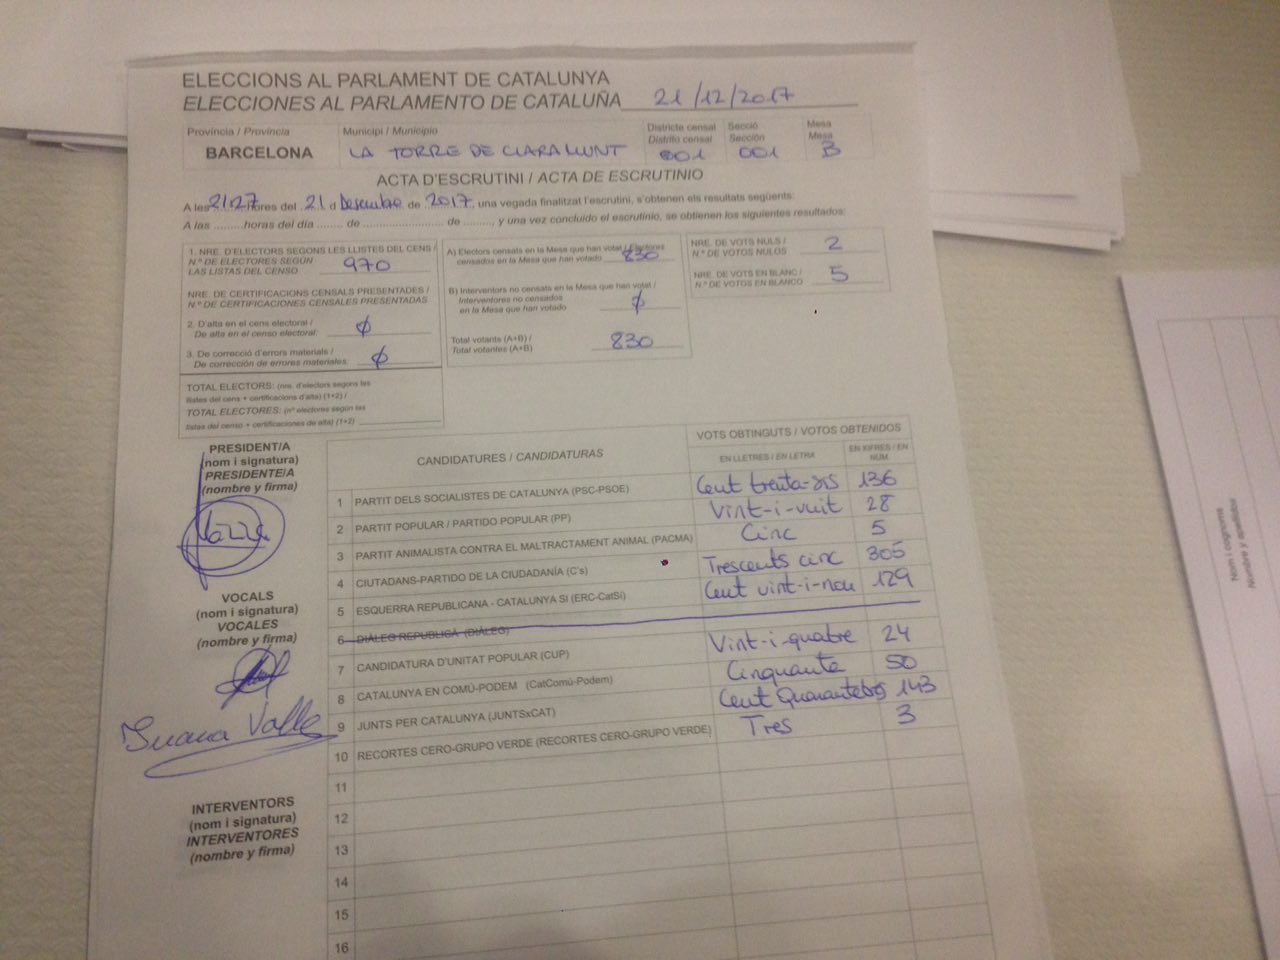 ELECCIONS AL PARLAMENT DE CATALUNYA
ELECCIONES AL PARLAMENTO DE CATALUÑA 21/12/2017
Província / Provincia
BARCELONA
Municipi / Municipio
LA TORRE DE CLARAMUNT
Districte censal
Distrito censal
001
Secció
Sección
001
Mesa
Mesa
B
ACTA D'ESCRUTINI / ACTA DE ESCRUTINIO
A les 21:27 hores del 21 d Desembre de 2017, una vegada finalitzat l'escrutini, s'obtenen els resultats següents:
A las .........horas del día ....... de ......................... de ........., y una vez concluido el escrutinio, se obtienen los siguientes resultados:
1. NRE. D'ELECTORS SEGONS LES LLISTES DEL CENS /
N.º DE ELECTORES SEGÚN
LAS LISTAS DEL CENSO 970
NRE. DE CERTIFICACIONS CENSALS PRESENTADES /
N.º DE CERTIFICACIONES CENSALES PRESENTADAS
2. D'alta en el cens electoral /
De alta en el censo electoral: ϕ
3. De correcció d'errors materials /
De corrección de errores materiales: ϕ
TOTAL ELECTORS: (nre. d'electors segons les
llistes del cens + certificacions d'alta) (1+2) /
TOTAL ELECTORES: (nº electores según las
listas del censo + certificaciones de alta) (1+2)
A) Electors censats en la Mesa que han votat / Electores
censados en la Mesa que han votado 830
B) Interventors no censats en la Mesa que han votat /
Interventores no censados
en la Mesa que han votado ϕ
Total votants (A+B) /
Total votantes (A+B) 830
NRE. DE VOTS NULS /
N.º DE VOTOS NULOS 2
NRE. DE VOTS EN BLANC /
N.º DE VOTOS EN BLANCO 5
PRESIDENT/A
(nom i signatura)
PRESIDENTE/A
(nombre y firma)
VOCALS
(nom i signatura)
VOCALES
(nombre y firma)
INTERVENTORS
(nom i signatura)
INTERVENTORES
(nombre y firma)
CANDIDATURES / CANDIDATURAS
VOTS OBTINGUTS / VOTOS OBTENIDOS
EN LLETRES / EN LETRA
EN XIFRES / EN NÚM.
1 PARTIT DELS SOCIALISTES DE CATALUNYA (PSC-PSOE) Cent trenta-sis 136
2 PARTIT POPULAR / PARTIDO POPULAR (PP) Vint-i-vuit 28
3 PARTIT ANIMALISTA CONTRA EL MALTRACTAMENT ANIMAL (PACMA) Cinc 5
4 CIUTADANS-PARTIDO DE LA CIUDADANÍA (C's) Trescents cinc 305
5 ESQUERRA REPUBLICANA - CATALUNYA SÍ (ERC-CatSí) Cent vint-i-nou 129
6 DIÀLEG REPUBLICÀ (DIÀLEG)
7 CANDIDATURA D'UNITAT POPULAR (CUP) Vint-i-quatre 24
8 CATALUNYA EN COMÚ-PODEM (CatComú-Podem) Cinquanta 50
9 JUNTS PER CATALUNYA (JUNTSxCAT) Cent Quarantatres 143
10 RECORTES CERO-GRUPO VERDE (RECORTES CERO-GRUPO VERDE) Tres 3
11
12
13
14
15
16
Nom i cognoms
Nombre y apellidos